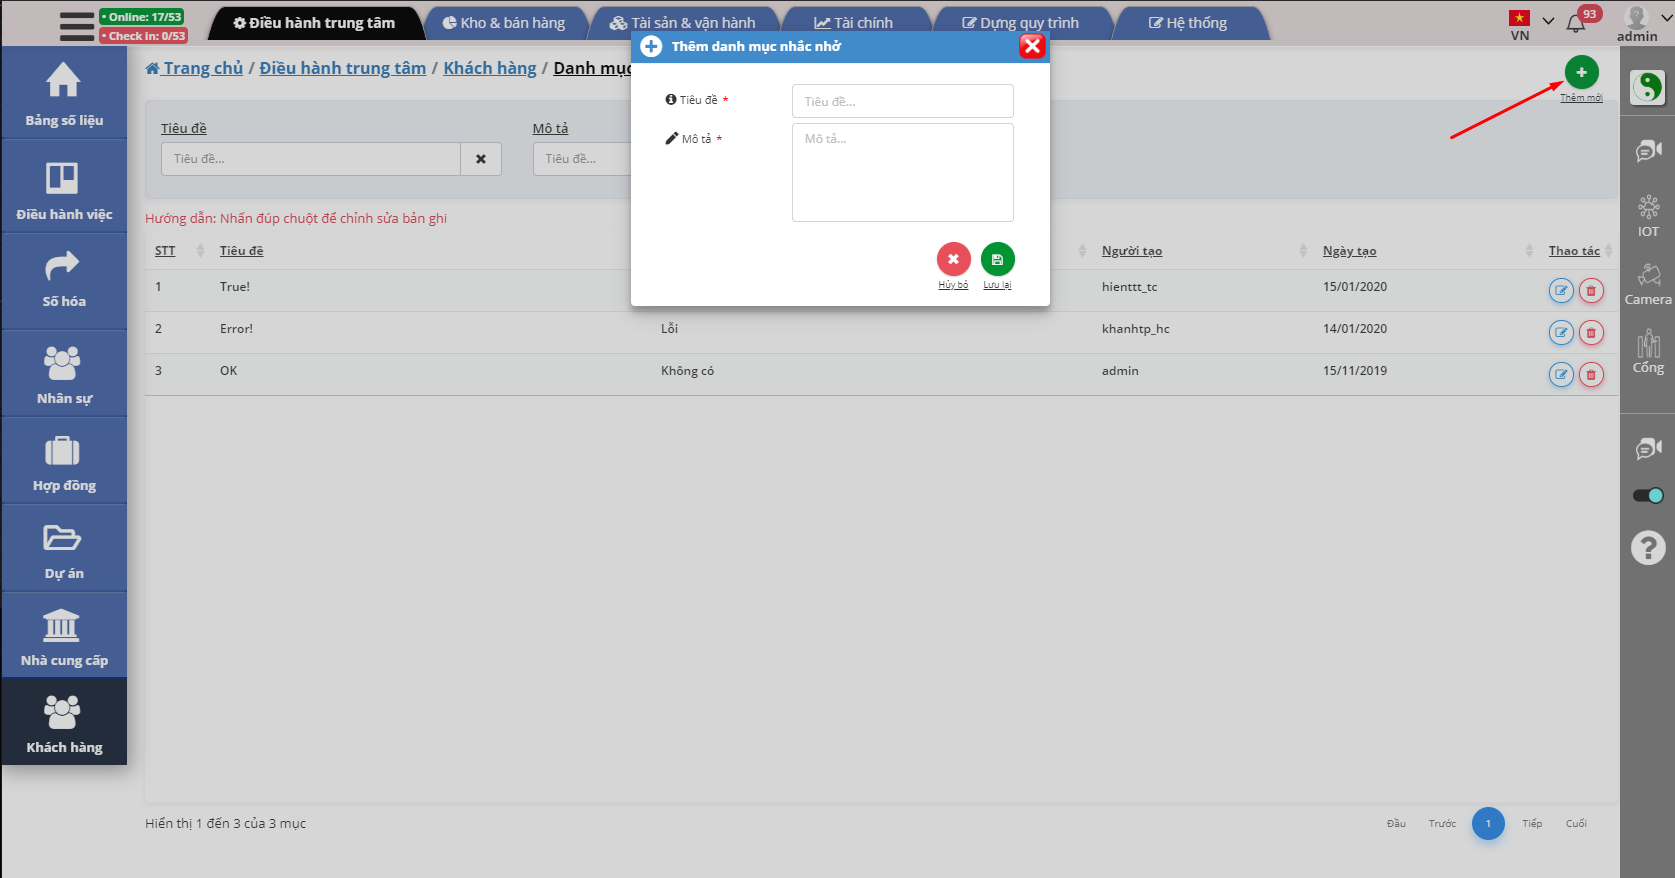 Online: 17/53
Check in: 0/53
Điều hành trung tâm
Kho & bán hàng
Tài sản & vận hành
Tài chính
Dựng quy trình
Hệ thống
VN
93
admin
Bảng số liệu
Điều hành việc
Số hóa
Nhân sự
Hợp đồng
Dự án
Nhà cung cấp
Khách hàng
Trang chủ / Điều hành trung tâm / Khách hàng / Danh mục
Thêm mới
Tiêu đề
Mô tả
Tiêu đề...
Tiêu đề...
Hướng dẫn: Nhấn đúp chuột để chỉnh sửa bản ghi
Thêm danh mục nhắc nhở
Tiêu đề *
Tiêu đề...
Mô tả *
Mô tả...
Hủy bỏ
Lưu lại
STT Tiêu đề Người tạo Ngày tạo Thao tác
1 True! hienttt_tc 15/01/2020
2 Error! Lỗi khanhtp_hc 14/01/2020
3 OK Không có admin 15/11/2019
Hiển thị 1 đến 3 của 3 mục
Đầu Trước 1 Tiếp Cuối
IOT
Camera
Cổng